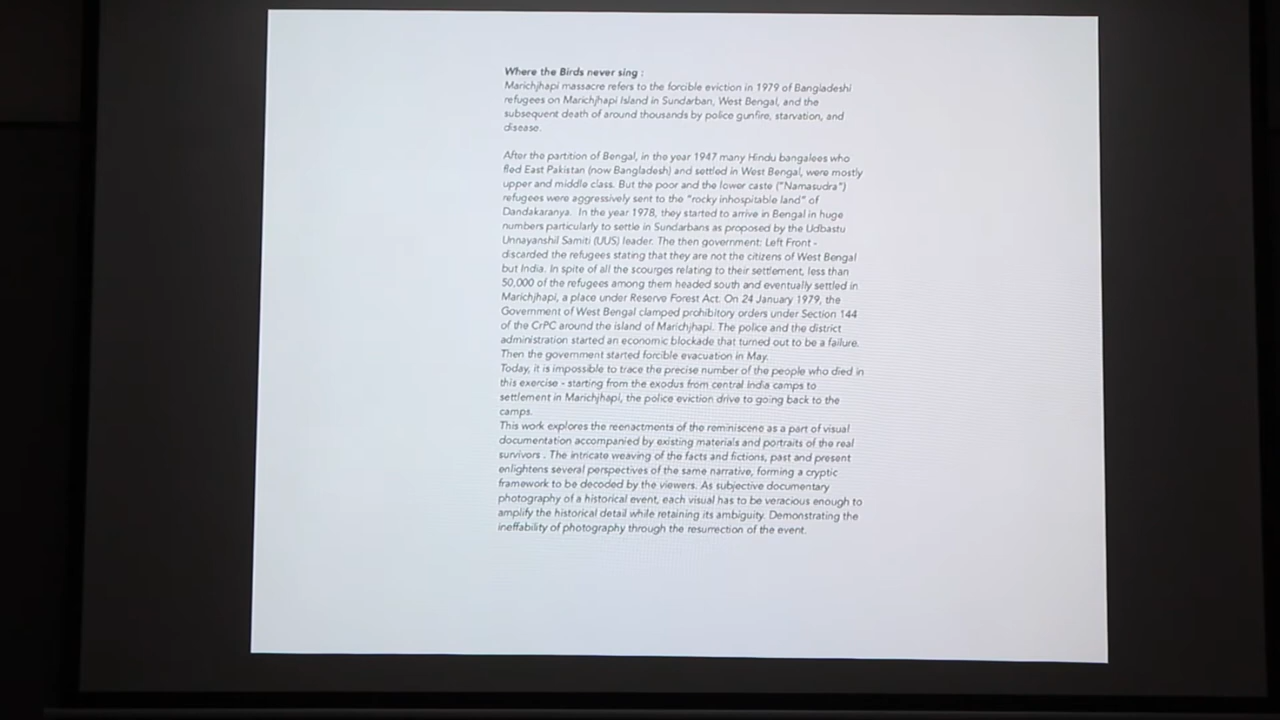 Where the Birds never sing :
Marichjhapi massacre refers to the forcible eviction in 1979 of Bangladeshi
refugees on Marichjhapi Island in Sundarban, West Bengal, and the
subsequent death of around thousands by police gunfire, starvation, and
disease.
After the partition of Bengal, in the year 1947 many Hindu bangalees who
fled East Pakistan (now Bangladesh) and settled in West Bengal, were mostly
upper and middle class. But the poor and the lower caste ("Namasudra")
refugees were aggressively sent to the "rocky inhospitable land" of
Dandakaranya. In the year 1978, they started to arrive in Bengal in huge
numbers particularly to settle in Sundarbans as proposed by the Udbastu
Unnayanshil Samiti (UUS) leader. The then government: Left Front -
discarded the refugees stating that they are not the citizens of West Bengal
but India. In spite of all the scourges relating to their settlement, less than
50,000 of the refugees among them headed south and eventually settled in
Marichjhapi, a place under Reserve Forest Act. On 24 January 1979, the
Government of West Bengal clamped prohibitory orders under Section 144
of the CrPC around the island of Marichjhapi. The police and the district
administration started an economic blockade that turned out to be a failure.
Then the government started forcible evacuation in May.
Today, it is impossible to trace the precise number of the people who died in
this exercise - starting from the exodus from central India camps to
settlement in Marichjhapi, the police eviction drive to going back to the
camps.
This work explores the reenactments of the reminiscene as a part of visual
documentation accompanied by existing materials and portraits of the real
survivors . The intricate weaving of the facts and fictions, past and present
enlightens several perspectives of the same narrative, forming a cryptic
framework to be decoded by the viewers. As subjective documentary
photography of a historical event, each visual has to be veracious enough to
amplify the historical detail while retaining its ambiguity. Demonstrating the
ineffability of photography through the resurrection of the event.